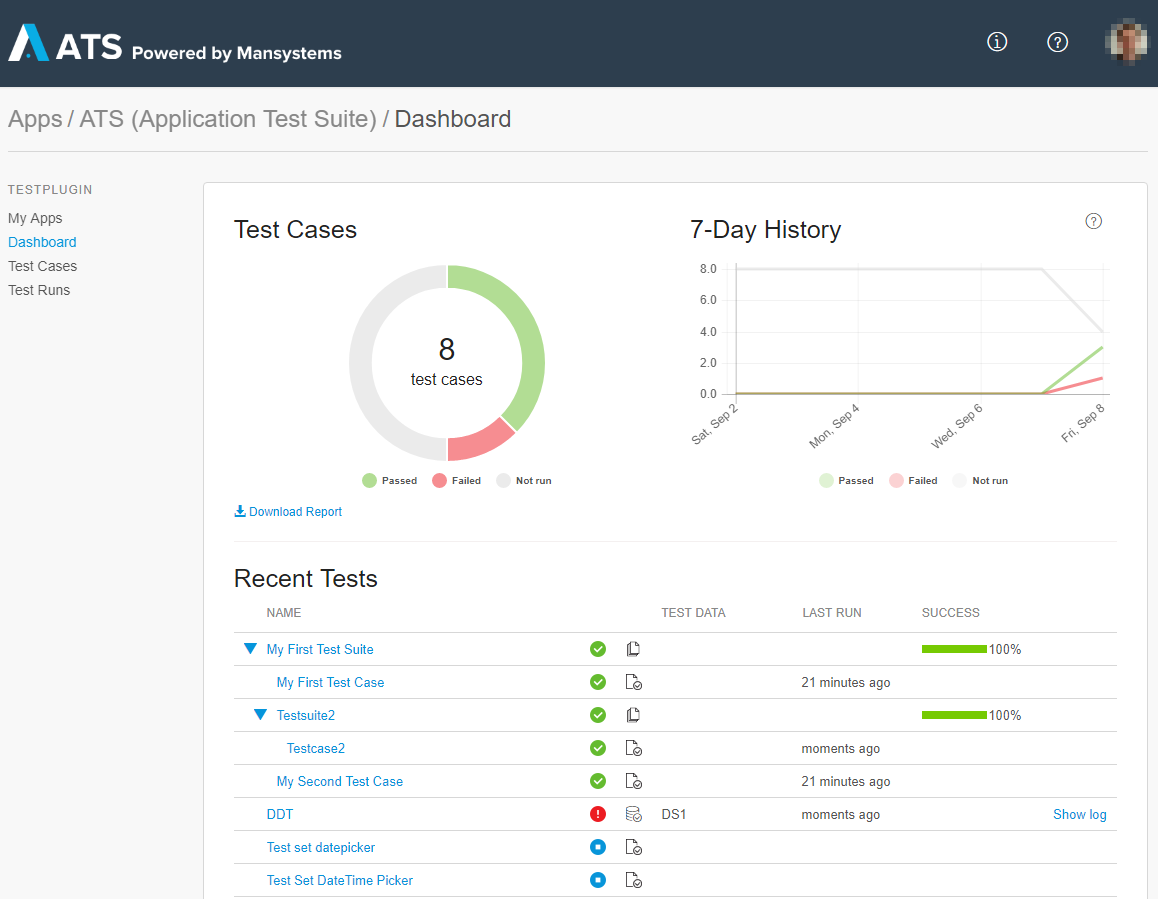 ATS Powered by Mansystems
Apps / ATS (Application Test Suite) / Dashboard
TESTPLUGIN
My Apps
Dashboard
Test Cases
Test Runs
Test Cases
8
test cases
Passed Failed Not run
Download Report
7-Day History
8.0
6.0
4.0
2.0
0.0
Sat, Sep 2 Mon, Sep 4 Wed, Sep 6 Fri, Sep 8
Passed Failed Not run
Recent Tests
NAME TEST DATA LAST RUN SUCCESS
My First Test Suite 100%
My First Test Case 21 minutes ago
Testsuite2 100%
Testcase2 moments ago
My Second Test Case 21 minutes ago
DDT DS1 moments ago Show log
Test set datepicker
Test Set DateTime Picker